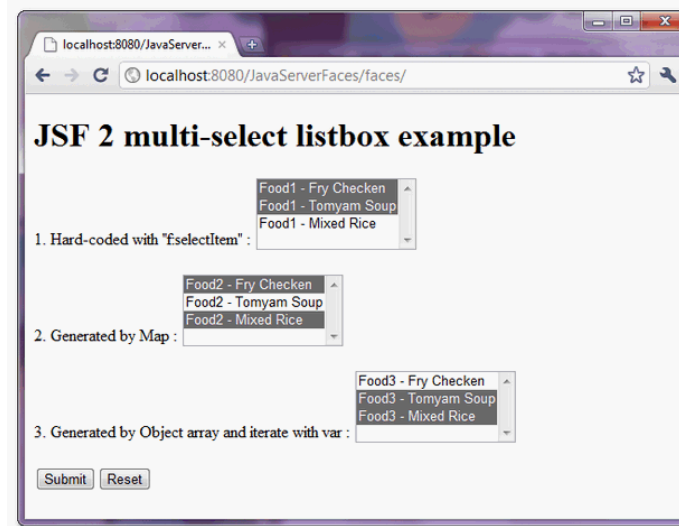 localhost:8080/JavaServer...
localhost:8080/JavaServerFaces/faces/
JSF 2 multi-select listbox example
Food1 - Fry Checken
Food1 - Tomyam Soup
Food1 - Mixed Rice
1. Hard-coded with "f:selectItem" :
Food2 - Fry Checken
Food2 - Tomyam Soup
Food2 - Mixed Rice
2. Generated by Map :
Food3 - Fry Checken
Food3 - Tomyam Soup
Food3 - Mixed Rice
3. Generated by Object array and iterate with var :
Submit Reset